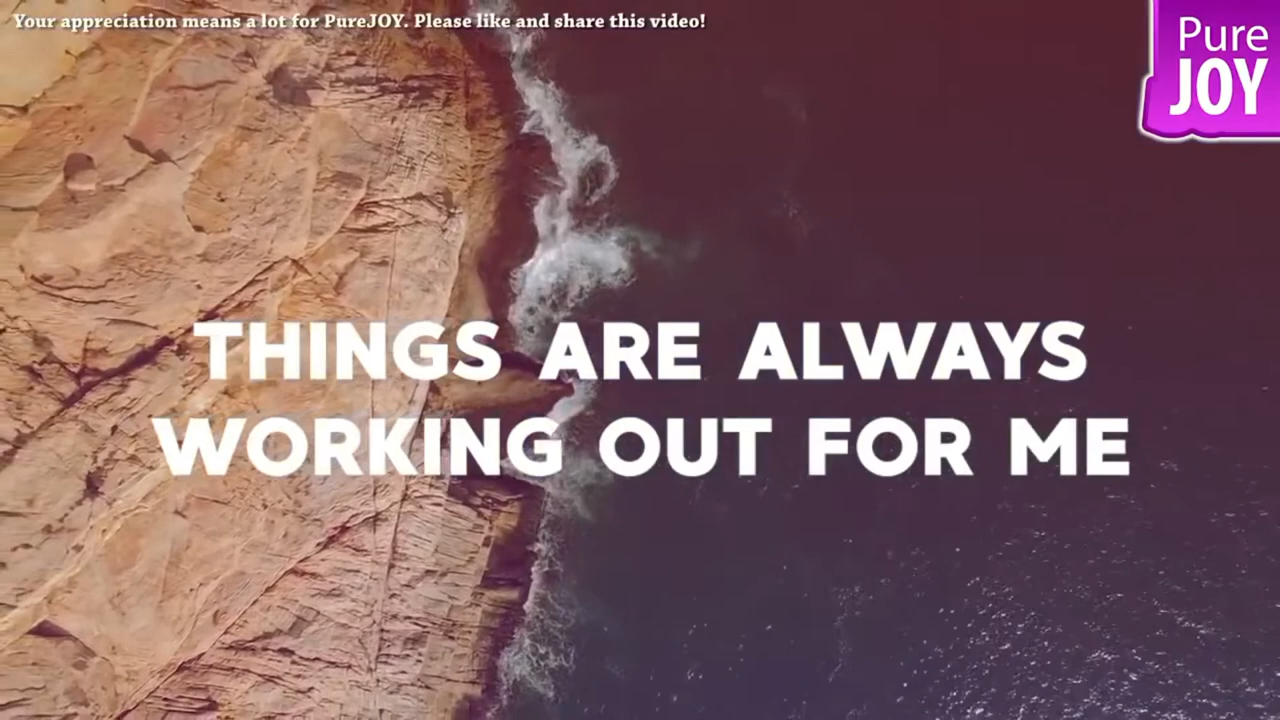 Your appreciation means a lot for PureJOY. Please like and share this video!
Pure
JOY
THINGS ARE ALWAYS
WORKING OUT FOR ME